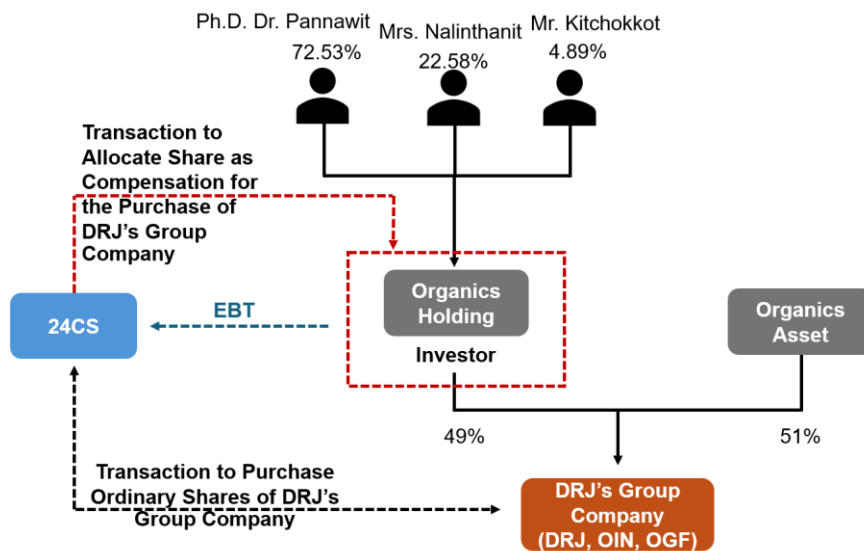 Ph.D. Dr. Pannawit
72.53%
Mrs. Nalinthanit
22.58%
Mr. Kitchokkot
4.89%
Transaction to
Allocate Share as
Compensation for
the Purchase of
DRJ's Group
Company
24CS
EBT
Organics
Holding
Investor
Organics
Asset
49%
51%
Transaction to Purchase
Ordinary Shares of DRJ's
Group Company
DRJ's Group
Company
(DRJ, OIN, OGF)